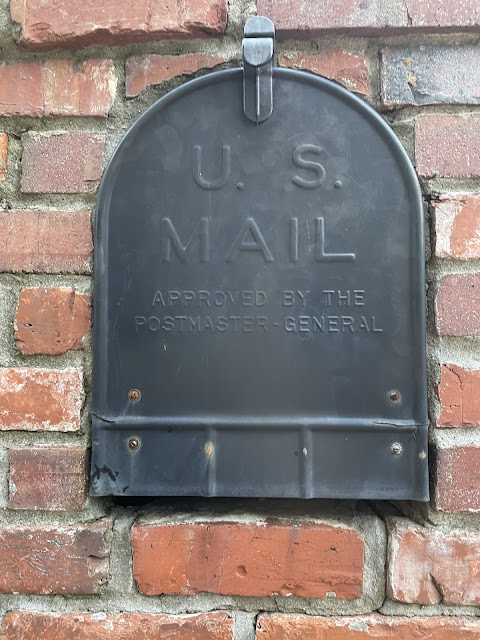 U. S.
MAIL
APPROVED BY THE
POSTMASTER-GENERAL